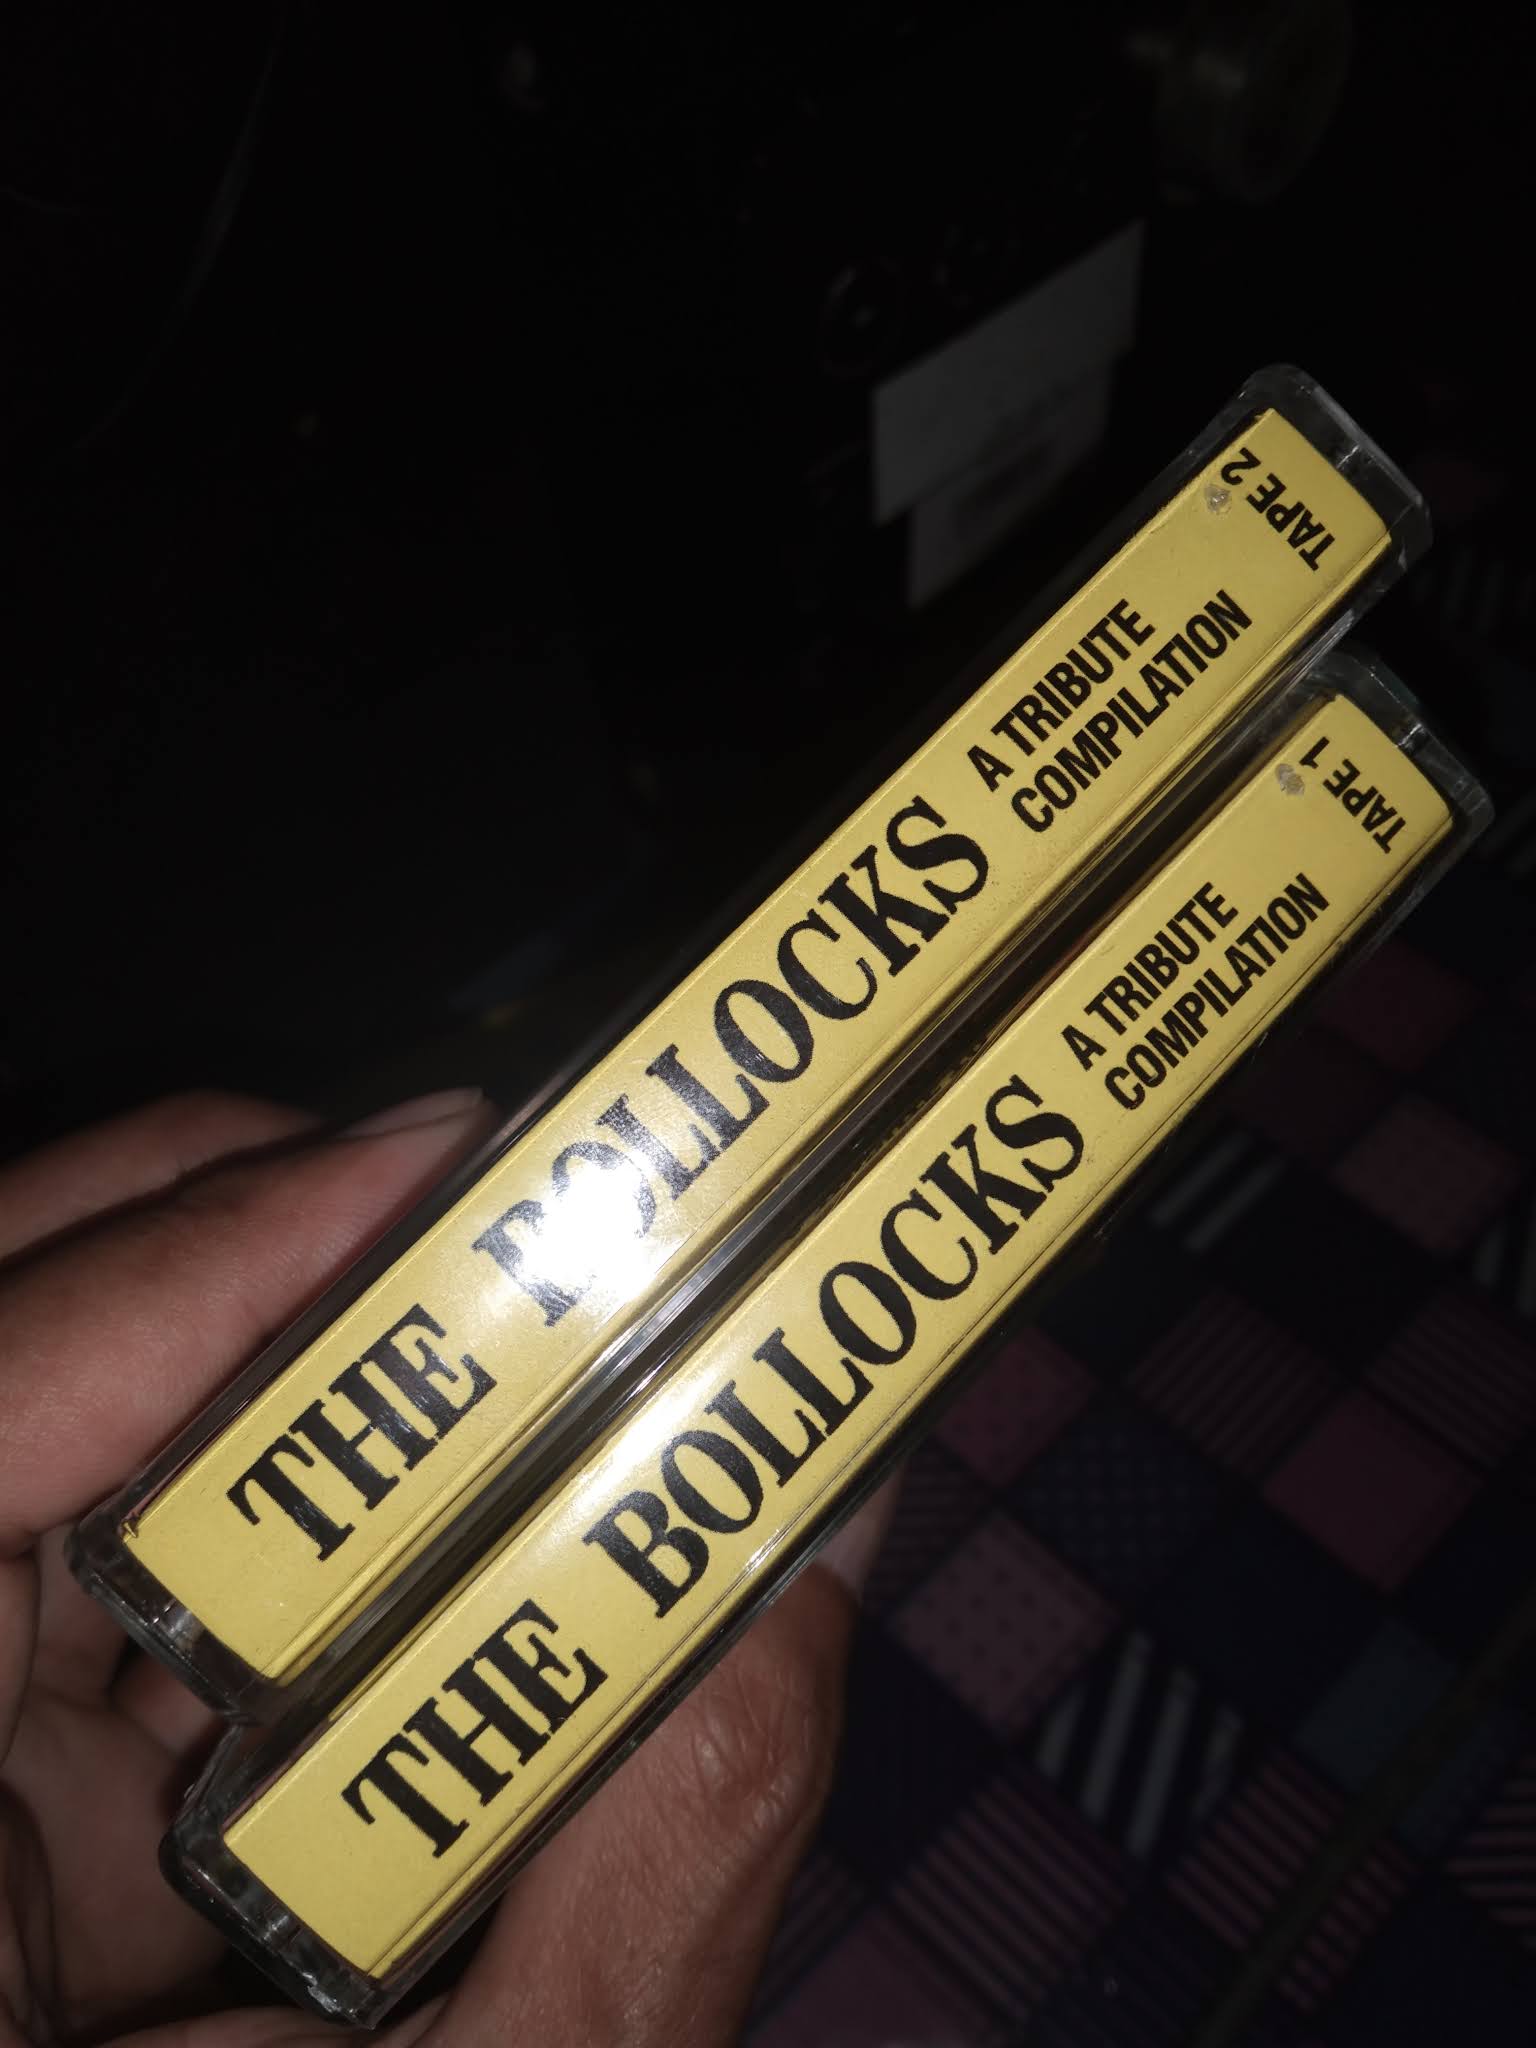 THE BOLLOCKS
A TRIBUTE
COMPILATION
TAPE 2
THE BOLLOCKS
A TRIBUTE
COMPILATION
TAPE 1